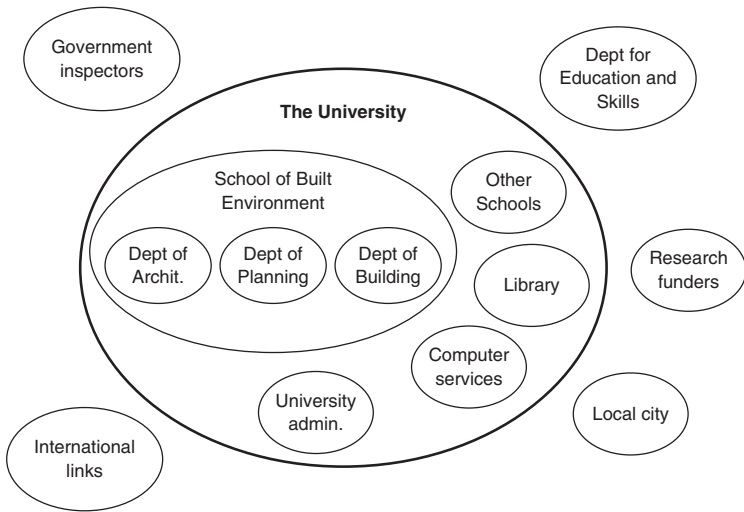 Government
inspectors
Dept for
Education and
Skills
The University
School of Built
Environment
Other
Schools
Dept of
Archit.
Dept of
Planning
Dept of
Building
Library
Research
funders
Computer
services
University
admin.
Local city
International
links